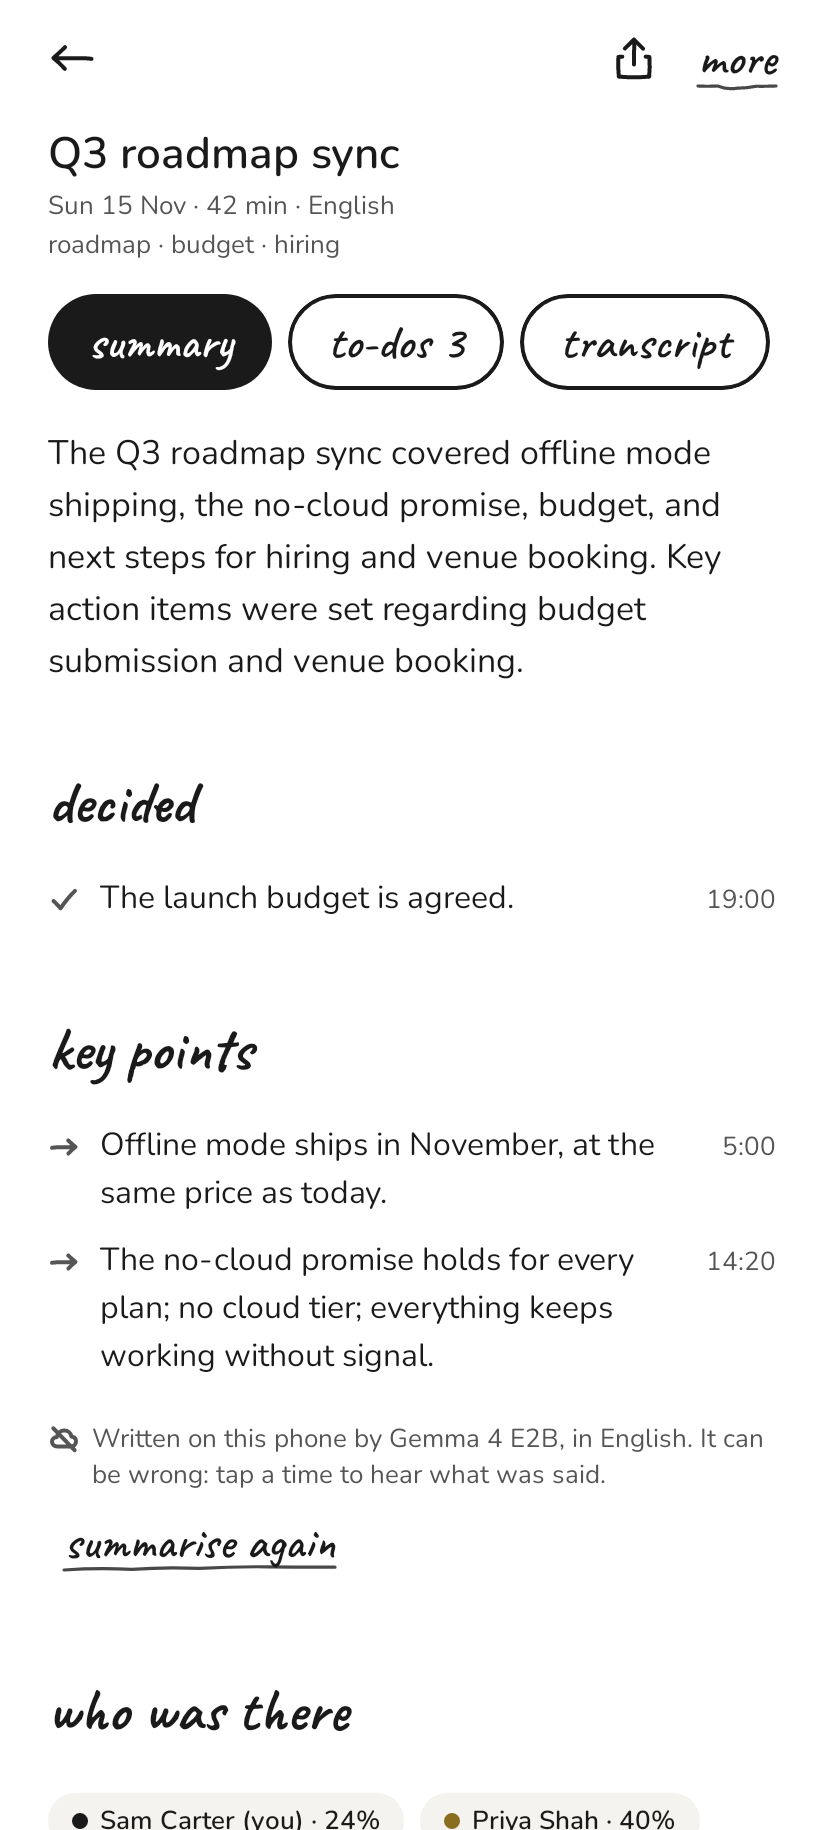 more
Q3 roadmap sync
Sun 15 Nov · 42 min · English
roadmap · budget · hiring
summary
to-dos 3
transcript
The Q3 roadmap sync covered offline mode
shipping, the no-cloud promise, budget, and
next steps for hiring and venue booking. Key
action items were set regarding budget
submission and venue booking.
decided
The launch budget is agreed. 19:00
key points
Offline mode ships in November, at the 5:00
same price as today.
The no-cloud promise holds for every 14:20
plan; no cloud tier; everything keeps
working without signal.
Written on this phone by Gemma 4 E2B, in English. It can
be wrong: tap a time to hear what was said.
summarise again
who was there
Sam Carter (you) · 24%
Priya Shah · 40%